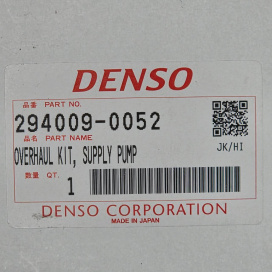 DENSO
品番 PART NO.
294009-0052
品名 PART NAME
OVERHAUL KIT, SUPPLY PUMP
JK/HI
数量 QT.
1
DENSO CORPORATION
MADE IN JAPAN